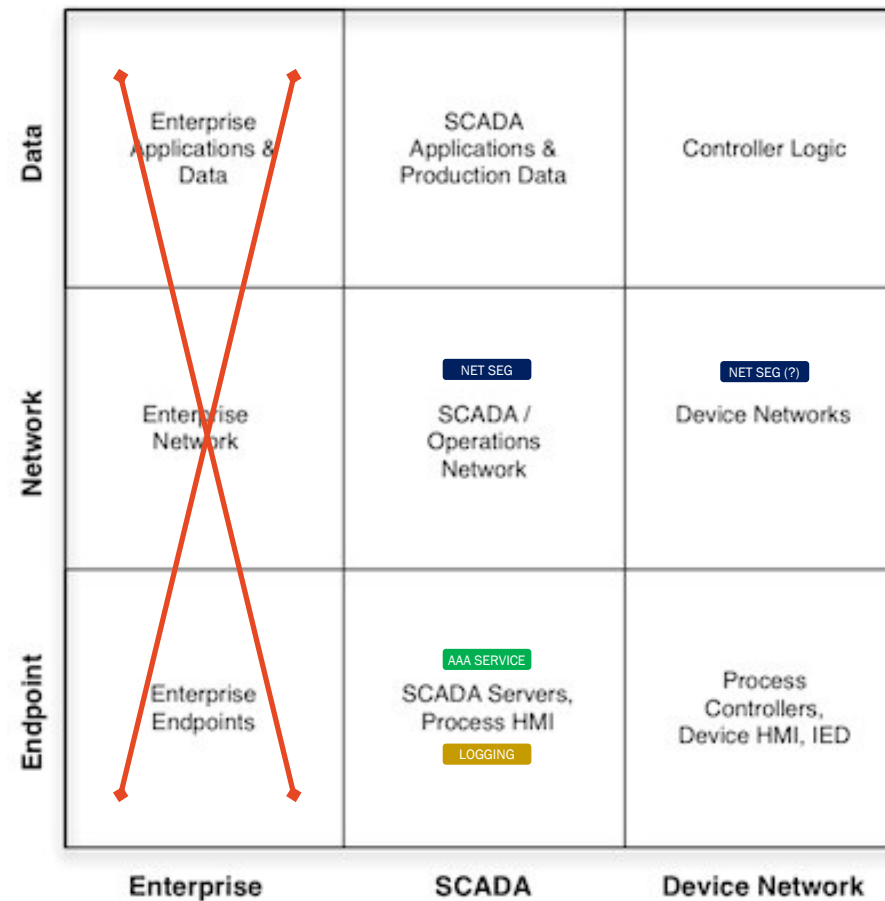 Data
Enterprise
Applications &
Data
SCADA
Applications &
Production Data
Controller Logic
Network
Enterprise
Network
NET SEG
SCADA /
Operations
Network
NET SEG (?)
Device Networks
Endpoint
Enterprise
Endpoints
AAA SERVICE
SCADA Servers,
Process HMI
LOGGING
Process
Controllers,
Device HMI, IED
Enterprise
SCADA
Device Network